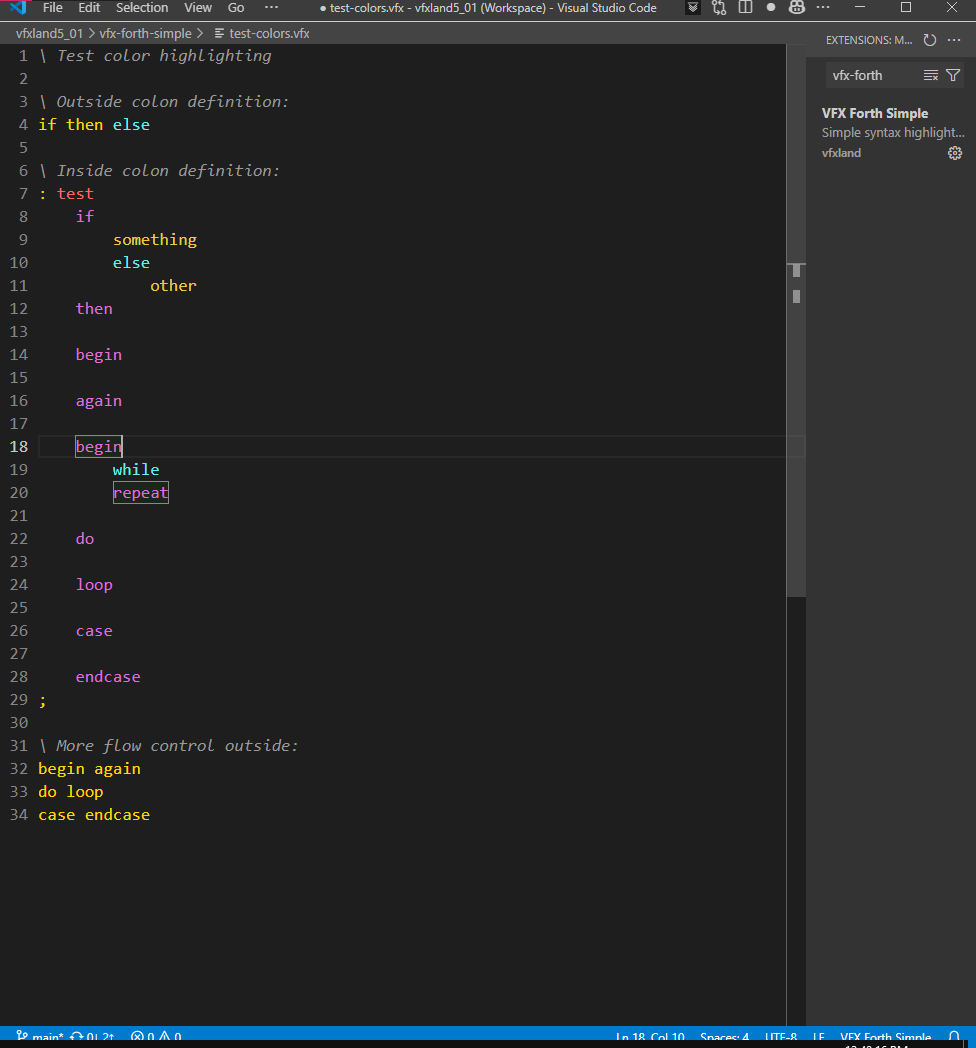 File Edit Selection View Go ··· ● test-colors.vfx - vfxland5_01 (Workspace) - Visual Studio Code ···
vfxland5_01 > vfx-forth-simple > test-colors.vfx
EXTENSIONS: M... ···
vfx-forth
VFX Forth Simple
Simple syntax highlight...
vfxland
1 \ Test color highlighting
2
3 \ Outside colon definition:
4 if then else
5
6 \ Inside colon definition:
7 : test
8 if
9 something
10 else
11 other
12 then
13
14 begin
15
16 again
17
18 begin
19 while
20 repeat
21
22 do
23
24 loop
25
26 case
27
28 endcase
29 ;
30
31 \ More flow control outside:
32 begin again
33 do loop
34 case endcase
main* 0↓ 2↑ 0 0 Ln 18, Col 10 Spaces: 4 UTF-8 LF VFX Forth Simple